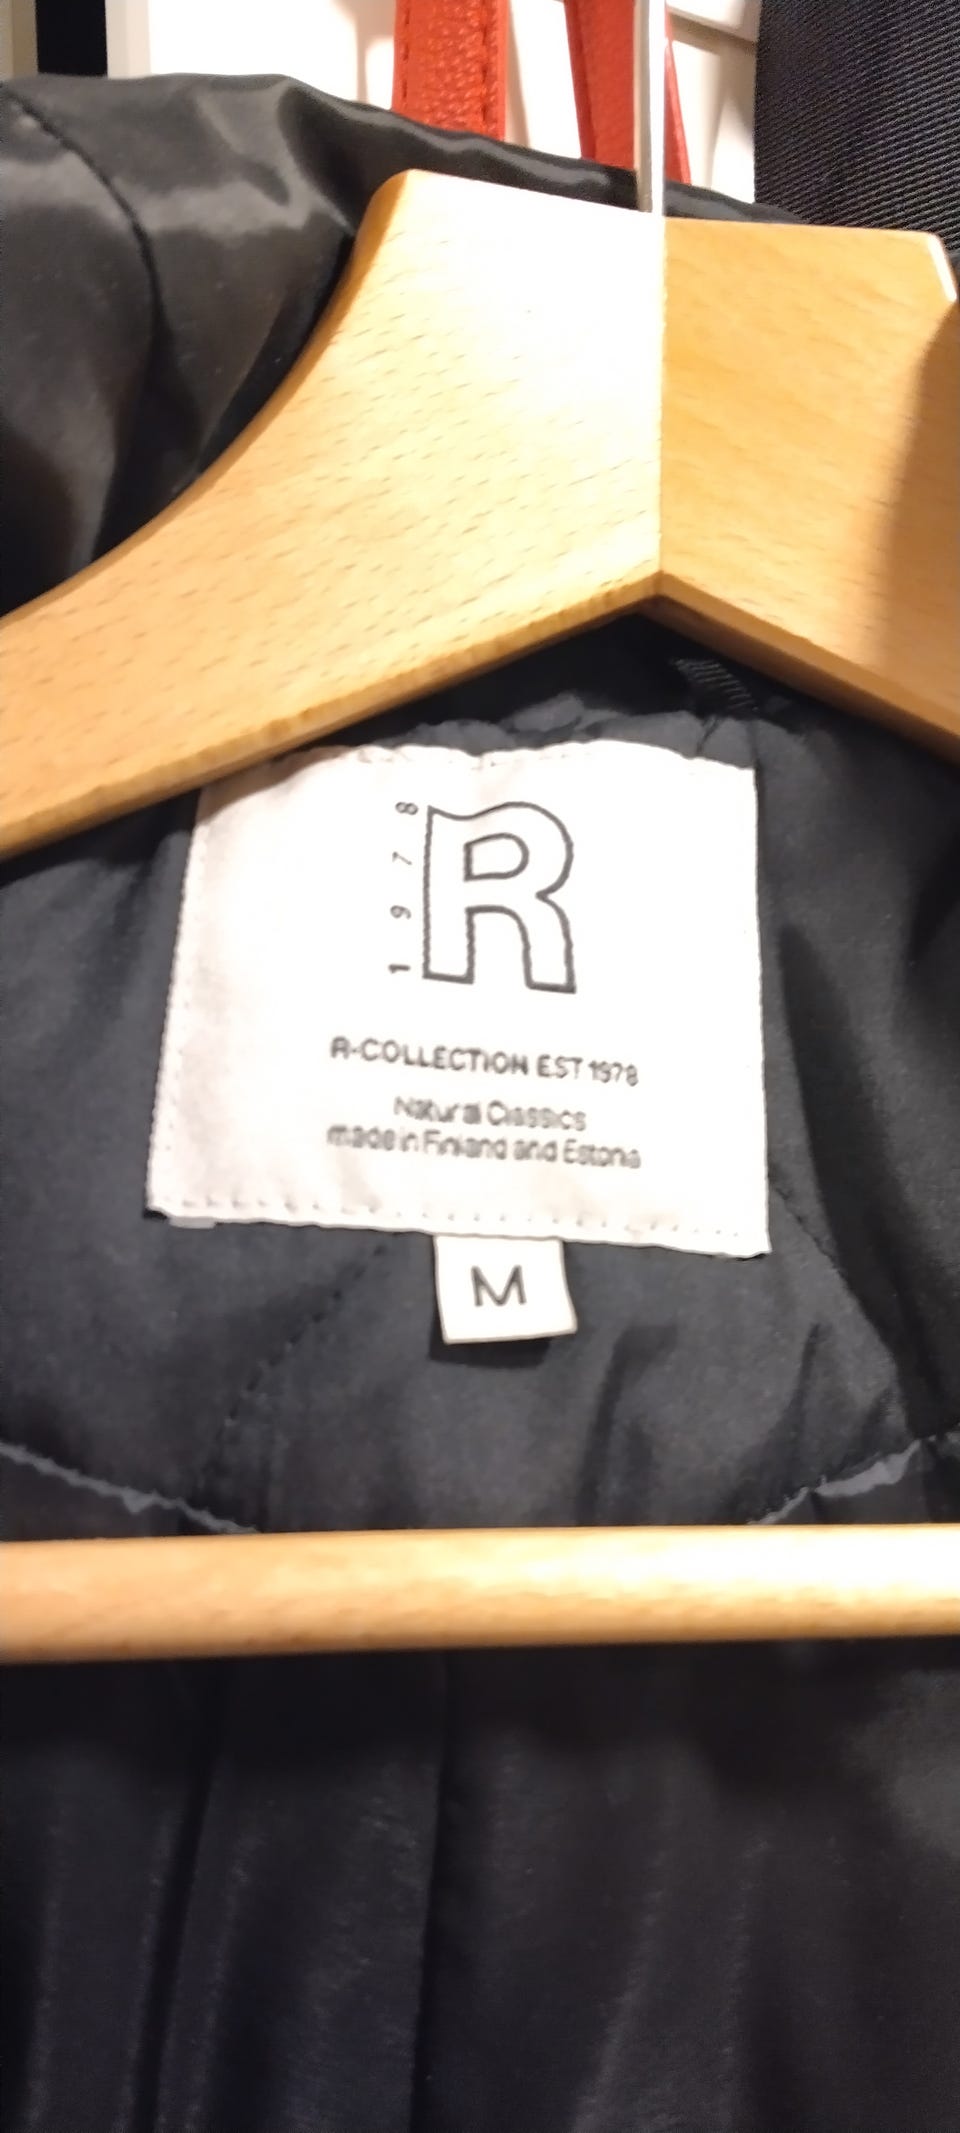 1978
R
R-COLLECTION EST 1978
Natural Classics
made in Finland and Estonia
M